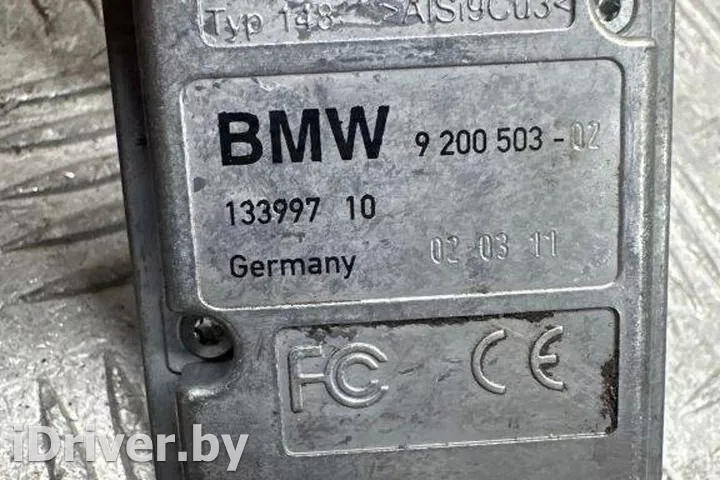 Typ 148 >AlSi9Cu3<
BMW 9 200 503 - 02
133997 10
Germany 02 03 11
FC CE
iDriver.by